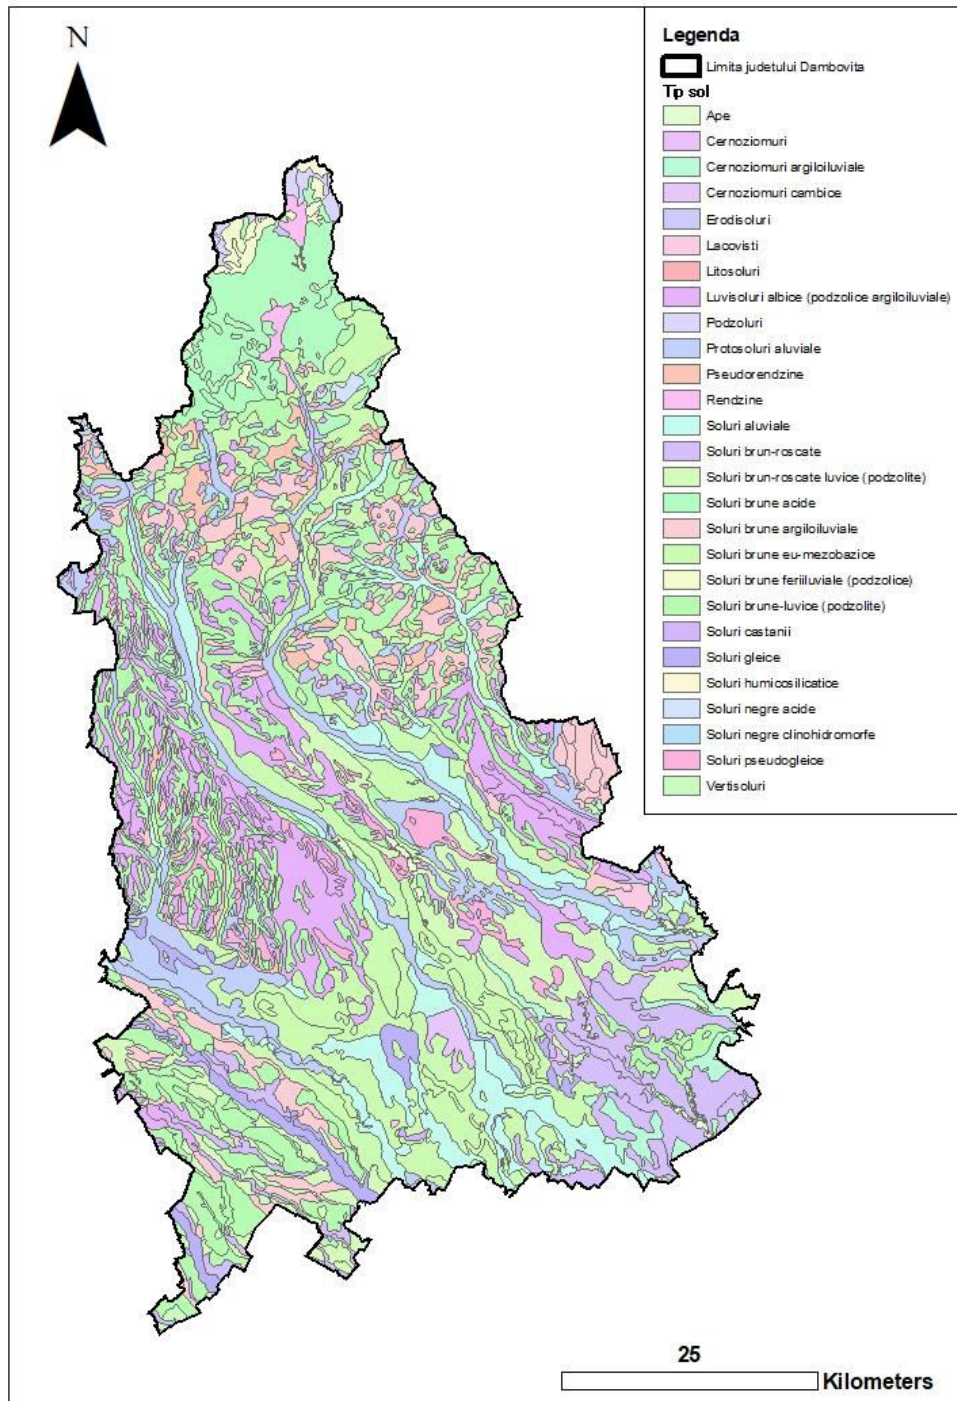 N
Legenda
Limita judetului Dambovita
Tip sol
Ape
Cernoziomuri
Cernoziomuri argiloiluviale
Cernoziomuri cambice
Erodisoluri
Lacovisti
Litosoluri
Luvisoluri albice (podzolice argiloiluviale)
Podzoluri
Protosoluri aluviale
Pseudorendzine
Rendzine
Soluri aluviale
Soluri brun-roscate
Soluri brun-roscate luvice (podzolite)
Soluri brune acide
Soluri brune argiloiluviale
Soluri brune eu-mezobazice
Soluri brune feriiluviale (podzolice)
Soluri brune-luvice (podzolite)
Soluri castanii
Soluri gleice
Soluri humicosilicatice
Soluri negre acide
Soluri negre clinohidromorfe
Soluri pseudogleice
Vertisoluri
25
Kilometers